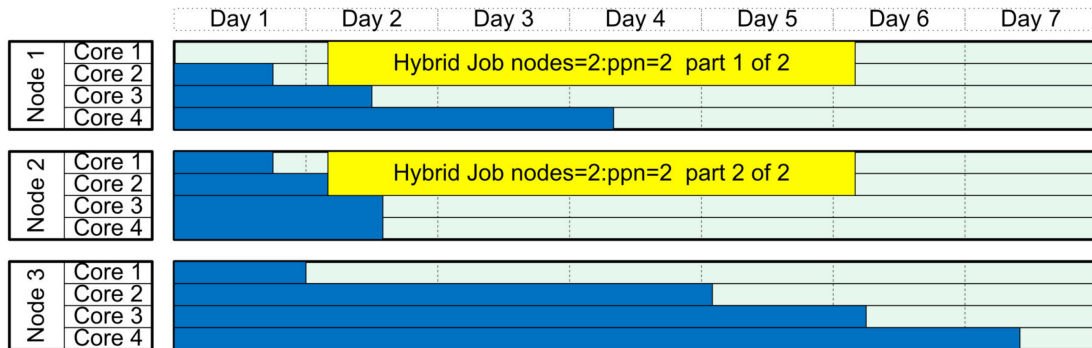 Day 1 Day 2 Day 3 Day 4 Day 5 Day 6 Day 7
Node 1
Core 1
Core 2
Core 3
Core 4
Hybrid Job nodes=2:ppn=2 part 1 of 2
Node 2
Core 1
Core 2
Core 3
Core 4
Hybrid Job nodes=2:ppn=2 part 2 of 2
Node 3
Core 1
Core 2
Core 3
Core 4